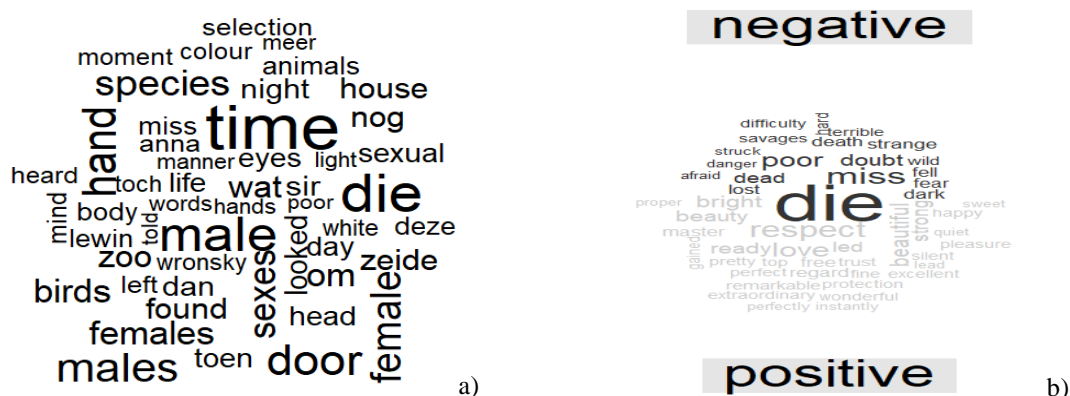 selection
moment colour meer
animals
species night house
hand miss time nog
anna
manner eyes light sexual
heard toch life wat sir die
mind body words hands poor
lewin told male white deze
zoo wronsky sexes looked day zeide
om
birds left dan
found head female
females
males toen door
a)
negative
difficulty hard
savages terrible
death strange
struck poor doubt wild
danger
afraid dead miss fell
fear
lost die dark
proper bright sweet
beauty beautiful strong happy
master respect quiet
gained ready love led pleasure
silent
pretty top free trust lead
perfect regard fine excellent
remarkable protection
extraordinary wonderful
perfectly instantly
positive
b)